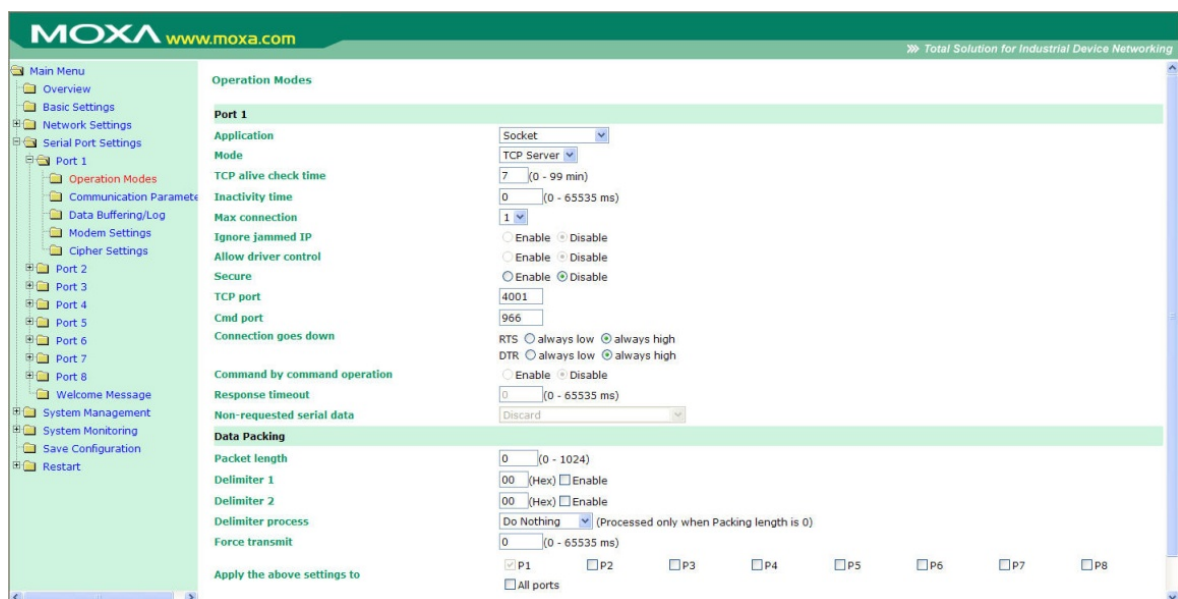 MOXA www.moxa.com
Total Solution for Industrial Device Networking
Main Menu
Overview
Basic Settings
Network Settings
Serial Port Settings
Port 1
Operation Modes
Communication Paramete
Data Buffering/Log
Modem Settings
Cipher Settings
Port 2
Port 3
Port 4
Port 5
Port 6
Port 7
Port 8
Welcome Message
System Management
System Monitoring
Save Configuration
Restart
Operation Modes
Port 1
Application Socket
Mode TCP Server
TCP alive check time 7 (0 - 99 min)
Inactivity time 0 (0 - 65535 ms)
Max connection 1
Ignore jammed IP Enable Disable
Allow driver control Enable Disable
Secure Enable Disable
TCP port 4001
Cmd port 966
Connection goes down RTS always low always high
DTR always low always high
Command by command operation Enable Disable
Response timeout 0 (0 - 65535 ms)
Non-requested serial data Discard
Data Packing
Packet length 0 (0 - 1024)
Delimiter 1 00 (Hex) Enable
Delimiter 2 00 (Hex) Enable
Delimiter process Do Nothing (Processed only when Packing length is 0)
Force transmit 0 (0 - 65535 ms)
Apply the above settings to P1 P2 P3 P4 P5 P6 P7 P8
All ports